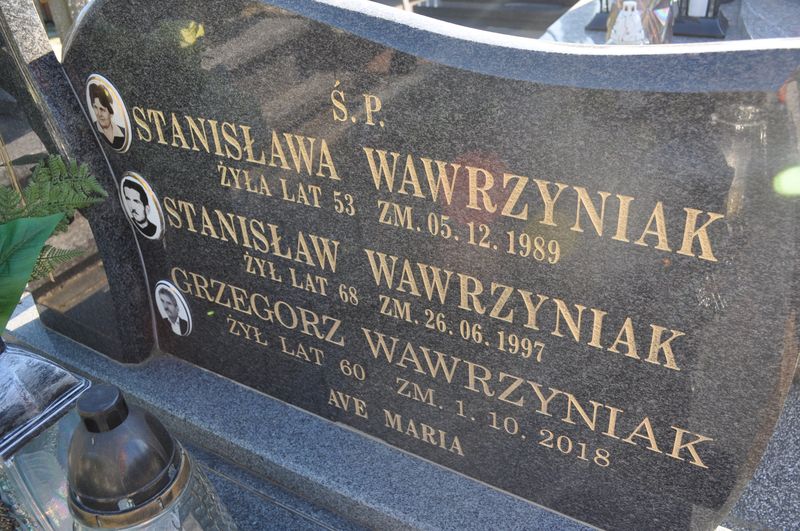 Ś.P.
STANISŁAWA WAWRZYNIAK
ŻYŁA LAT 53 ZM. 05. 12. 1989
STANISŁAW WAWRZYNIAK
ŻYŁ LAT 68 ZM. 26. 06. 1997
GRZEGORZ WAWRZYNIAK
ŻYŁ LAT 60 ZM. 1. 10. 2018
AVE MARIA